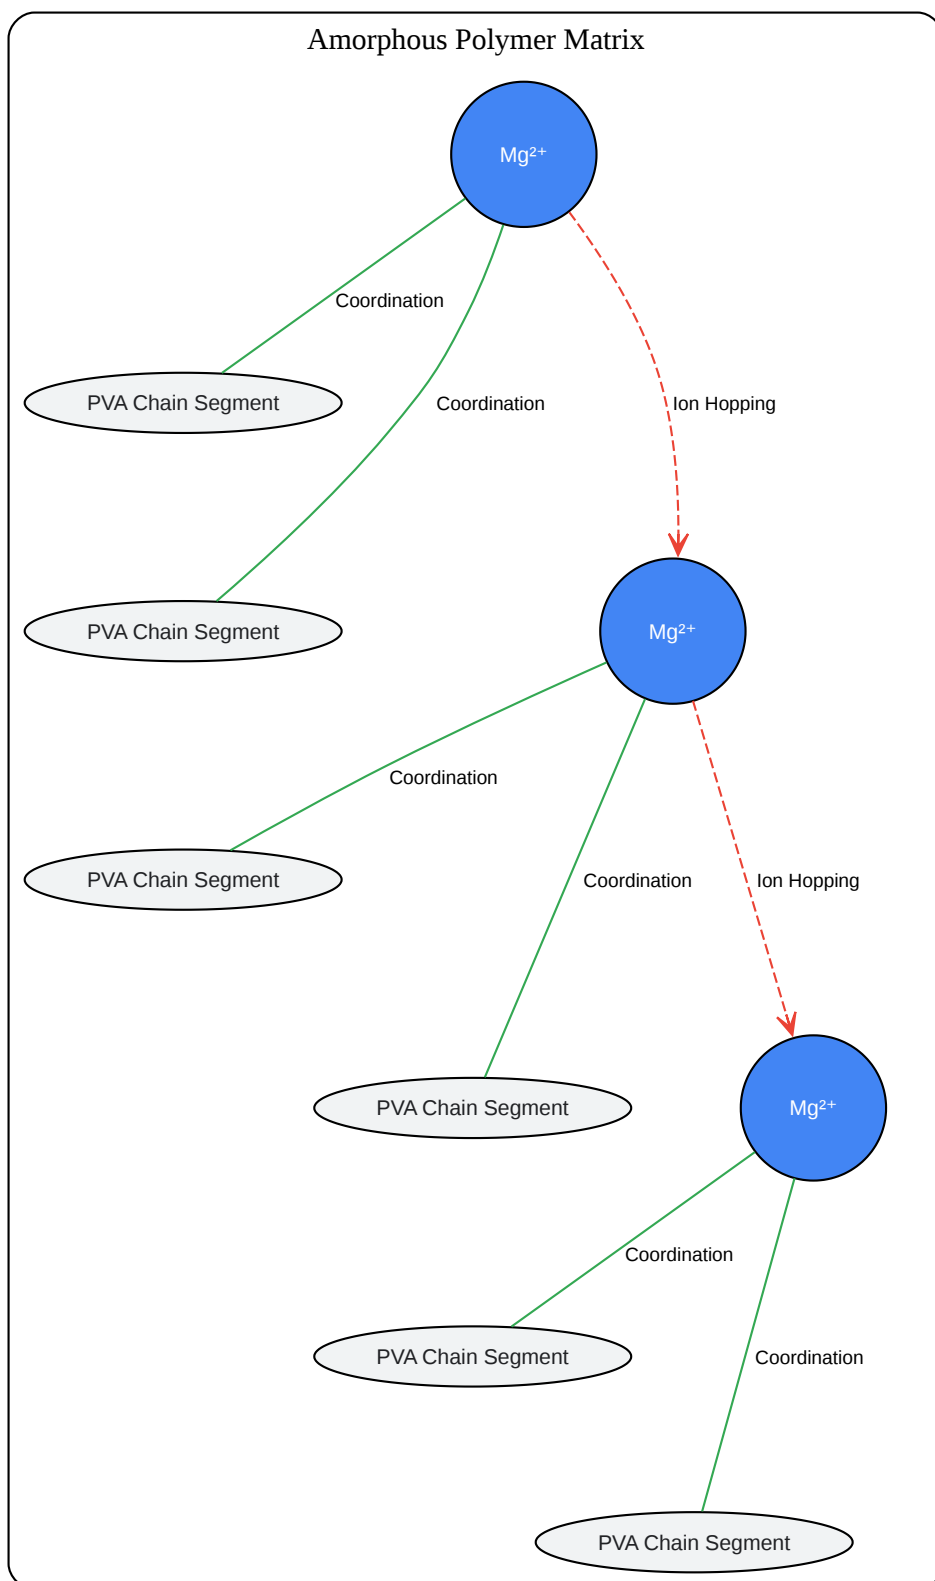 Amorphous Polymer Matrix
Mg²⁺
Coordination
PVA Chain Segment
Coordination
Ion Hopping
PVA Chain Segment
Mg²⁺
Coordination
PVA Chain Segment
Coordination
Ion Hopping
PVA Chain Segment
Mg²⁺
Coordination
PVA Chain Segment
Coordination
PVA Chain Segment